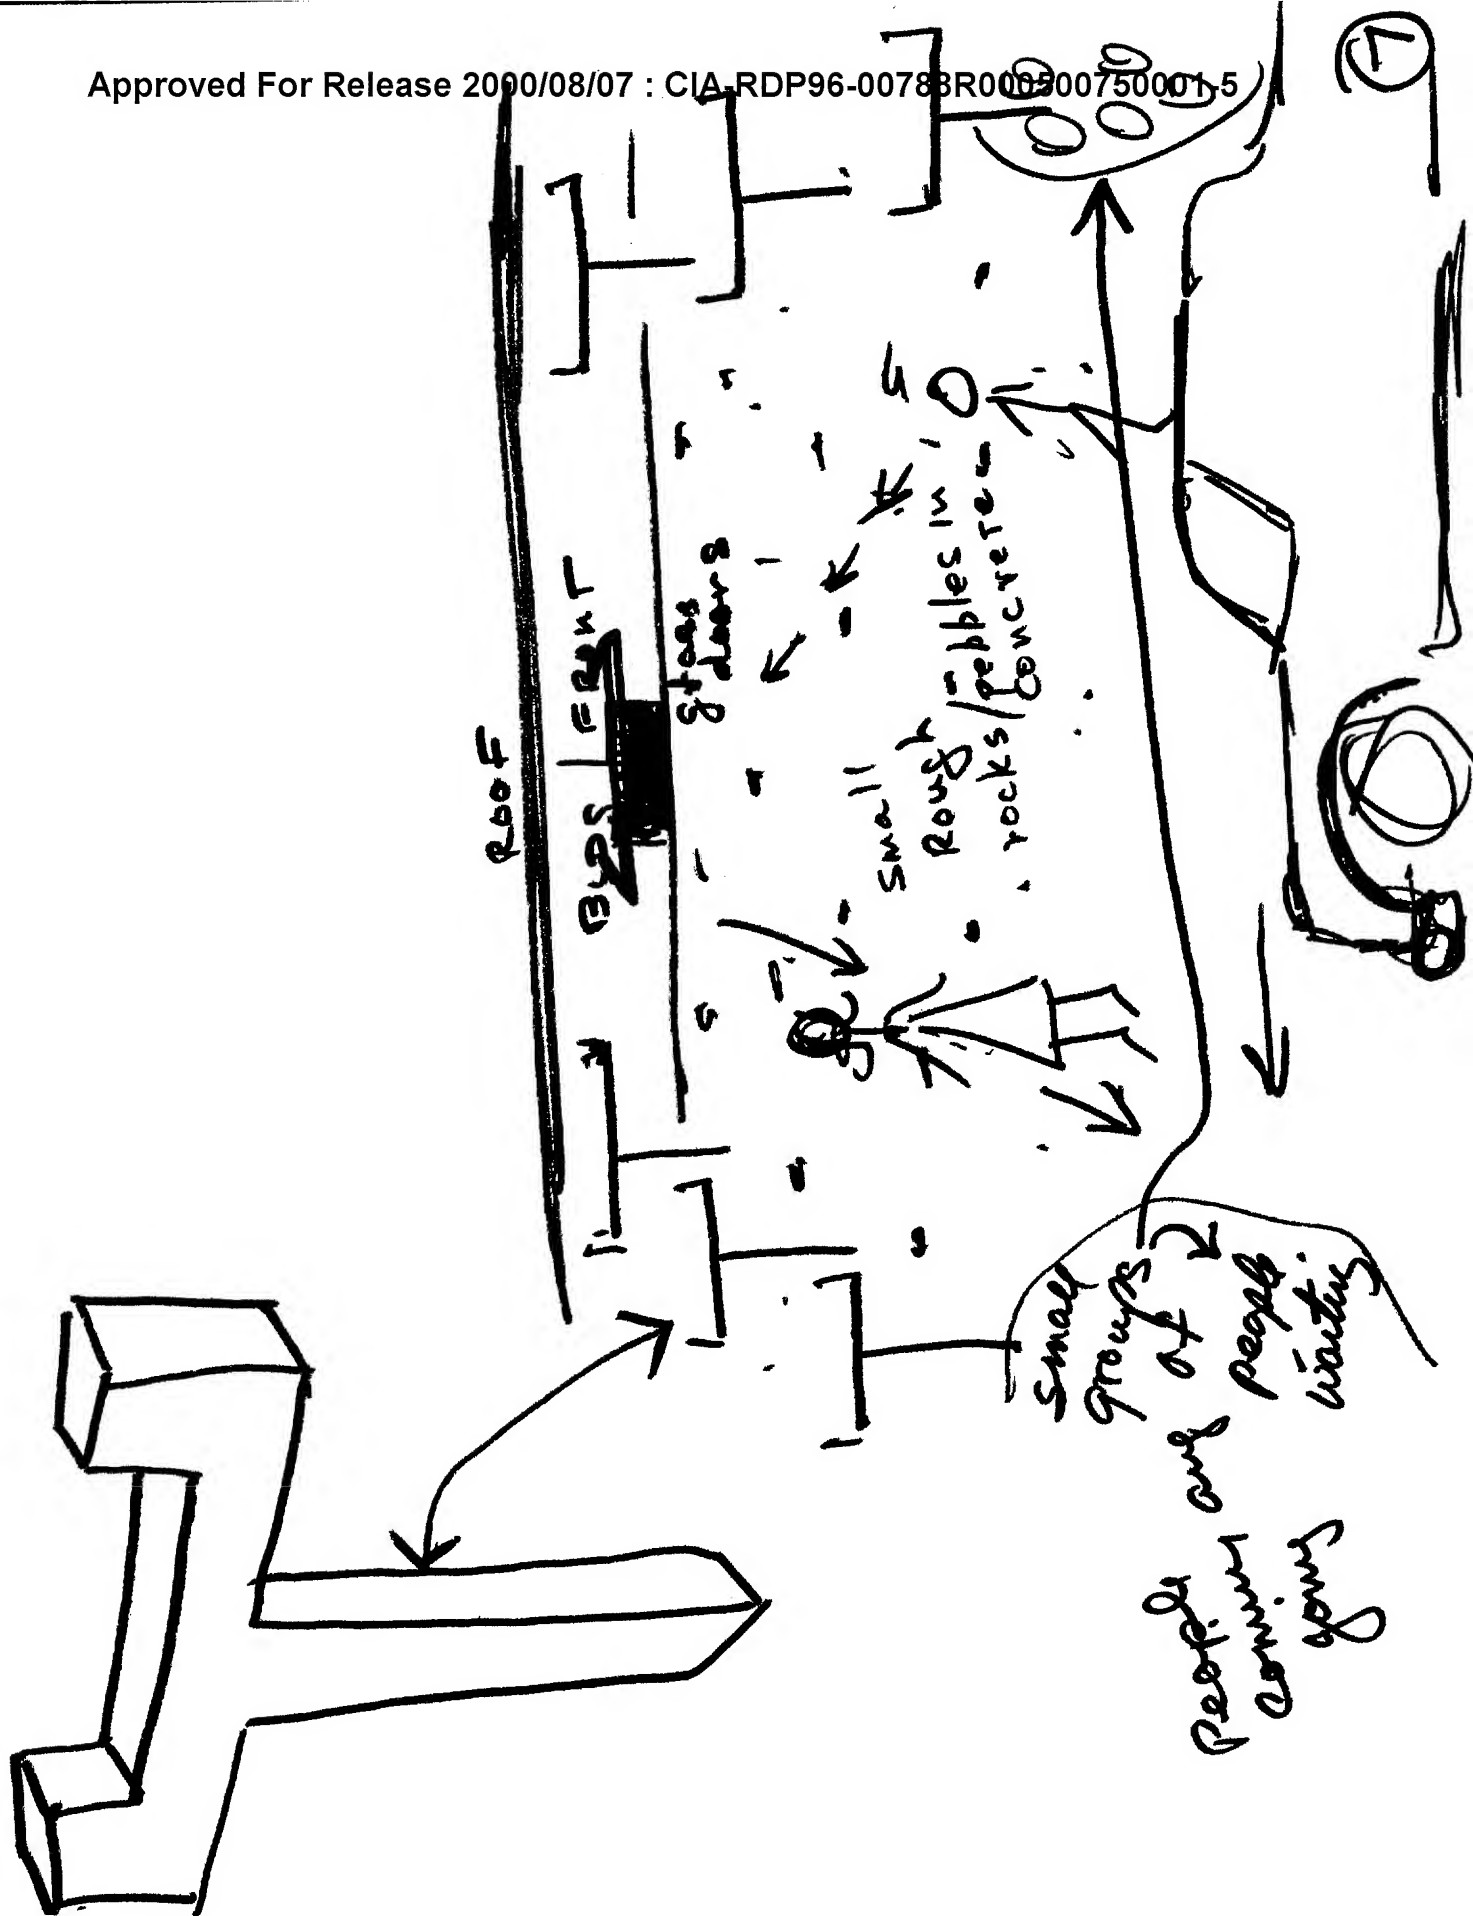 Approved For Release 2000/08/07 : CIA-RDP96-00788R000500750001-5
7
ROOF
BLDG FRONT
glass
doors
small
Rough
rocks/pebbles in
concrete
small
groups
of
people
waiting
people
coming and
going